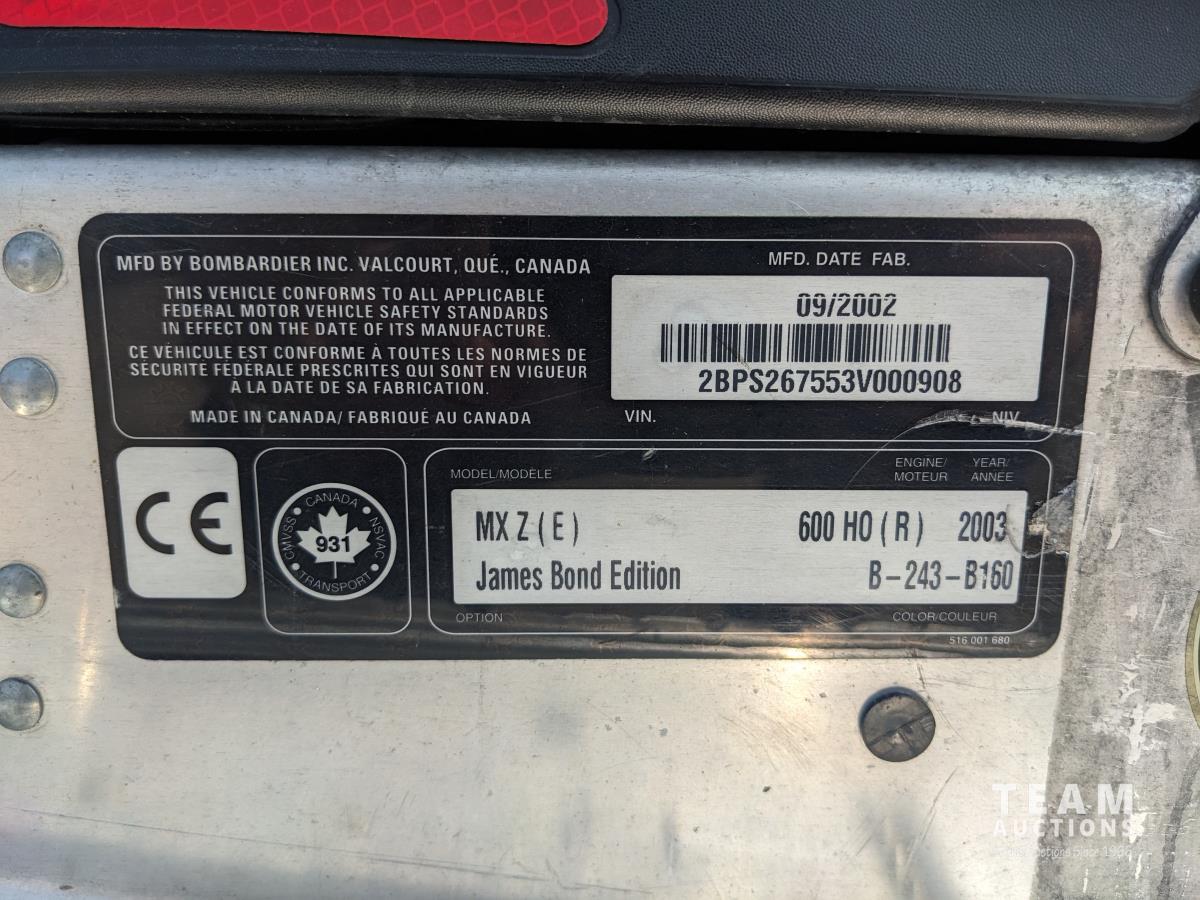 MFD BY BOMBARDIER INC. VALCOURT, QUÉ., CANADA
THIS VEHICLE CONFORMS TO ALL APPLICABLE
FEDERAL MOTOR VEHICLE SAFETY STANDARDS
IN EFFECT ON THE DATE OF ITS MANUFACTURE.
CE VÉHICULE EST CONFORME À TOUTES LES NORMES DE
SÉCURITÉ FÉDÉRALE PRESCRITES QUI SONT EN VIGUEUR
À LA DATE DE SA FABRICATION.
MADE IN CANADA/ FABRIQUÉ AU CANADA
MFD. DATE FAB.
09/2002
2BPS267553V000908
VIN. NIV
CE
CANADA
CMVSS 931 NSVAC
TRANSPORT
MODEL/MODÈLE
ENGINE/
MOTEUR
YEAR/
ANNÉE
MX Z ( E ) 600 HO ( R ) 2003
James Bond Edition B-243-B160
OPTION COLOR/COULEUR
516 001 680
TEAM
AUCTIONS